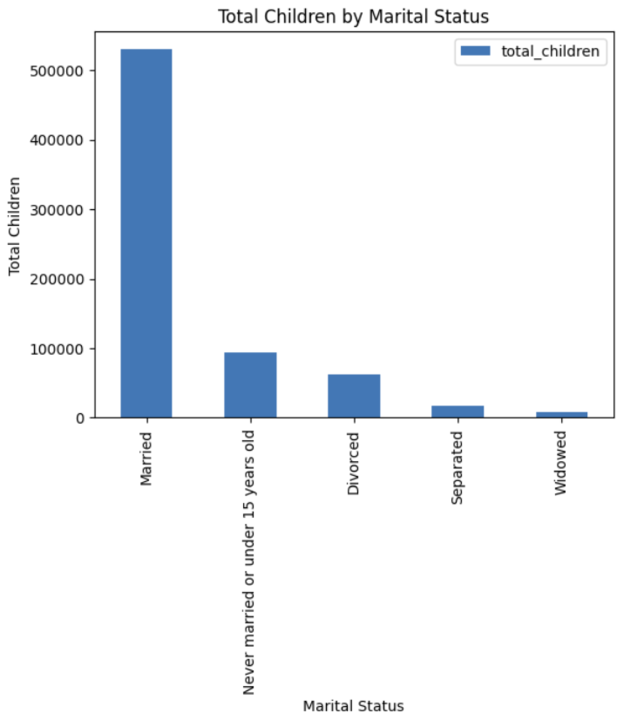 Total Children by Marital Status
total_children
Total Children
500000
400000
300000
200000
100000
0
Married
Never married or under 15 years old
Divorced
Separated
Widowed
Marital Status